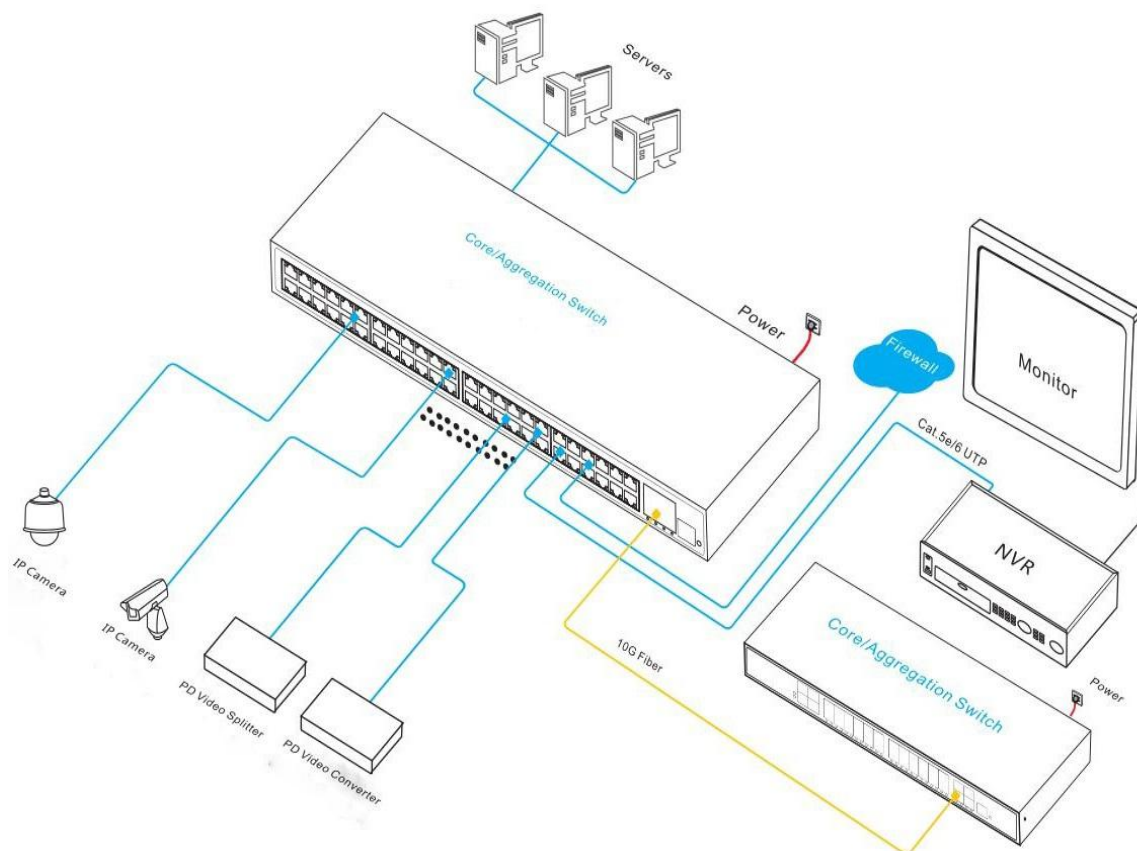 Servers
Core/Aggregation Switch
Power
Firewall
Monitor
Cat.5e/6 UTP
NVR
IP Camera
IP Camera
PD Video Splitter
PD Video Converter
10G Fiber
Core/Aggregation Switch
Power